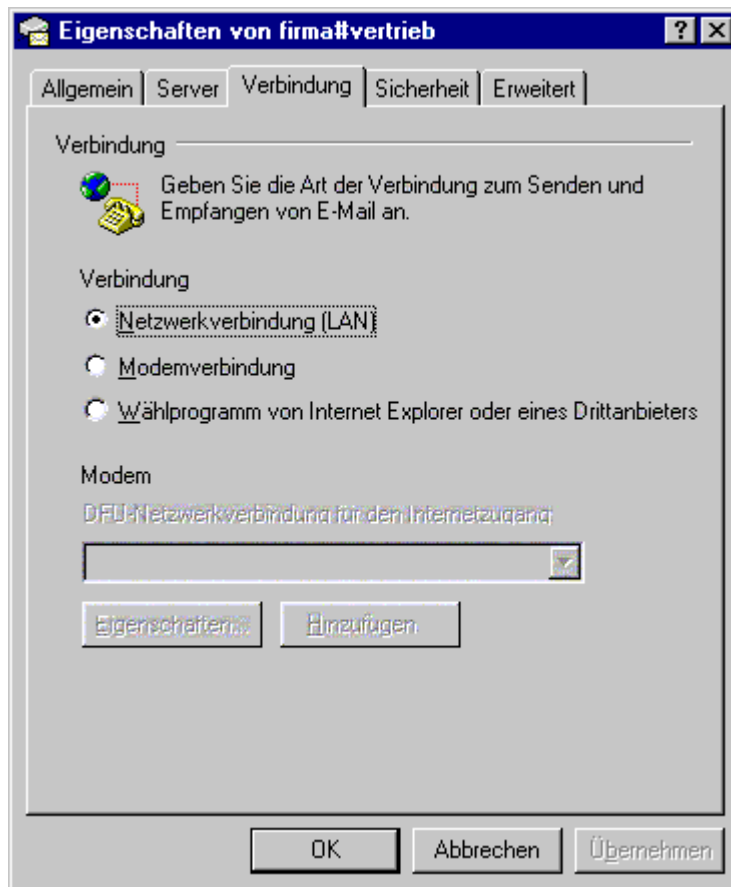 Eigenschaften von firma#vertrieb
Allgemein Server Verbindung Sicherheit Erweitert
Verbindung
Geben Sie die Art der Verbindung zum Senden und
Empfangen von E-Mail an.
Verbindung
Netzwerkverbindung (LAN)
Modemverbindung
Wählprogramm von Internet Explorer oder eines Drittanbieters
Modem
DFÜ-Netzwerkverbindung für den Internetzugang:
Eigenschaften... Hinzufügen
OK Abbrechen Übernehmen